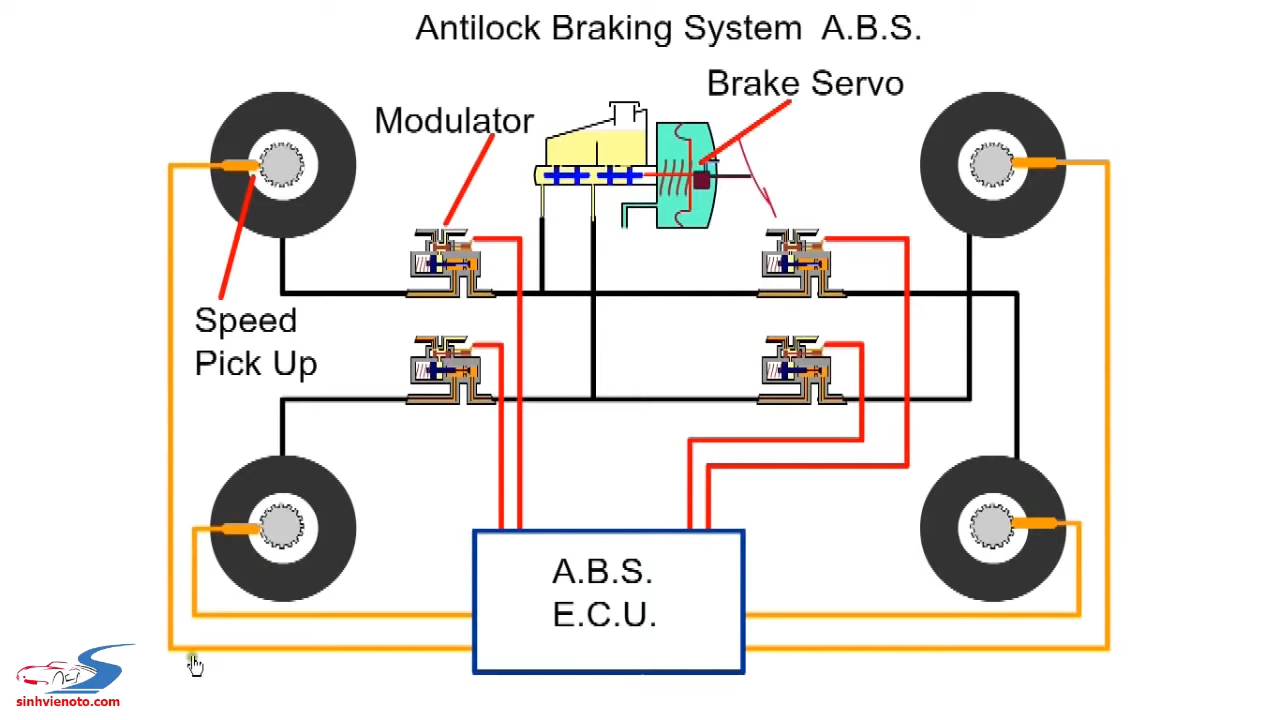 Antilock Braking System A.B.S.
Brake Servo
Modulator
Speed
Pick Up
A.B.S.
E.C.U.
sinhvienoto.com